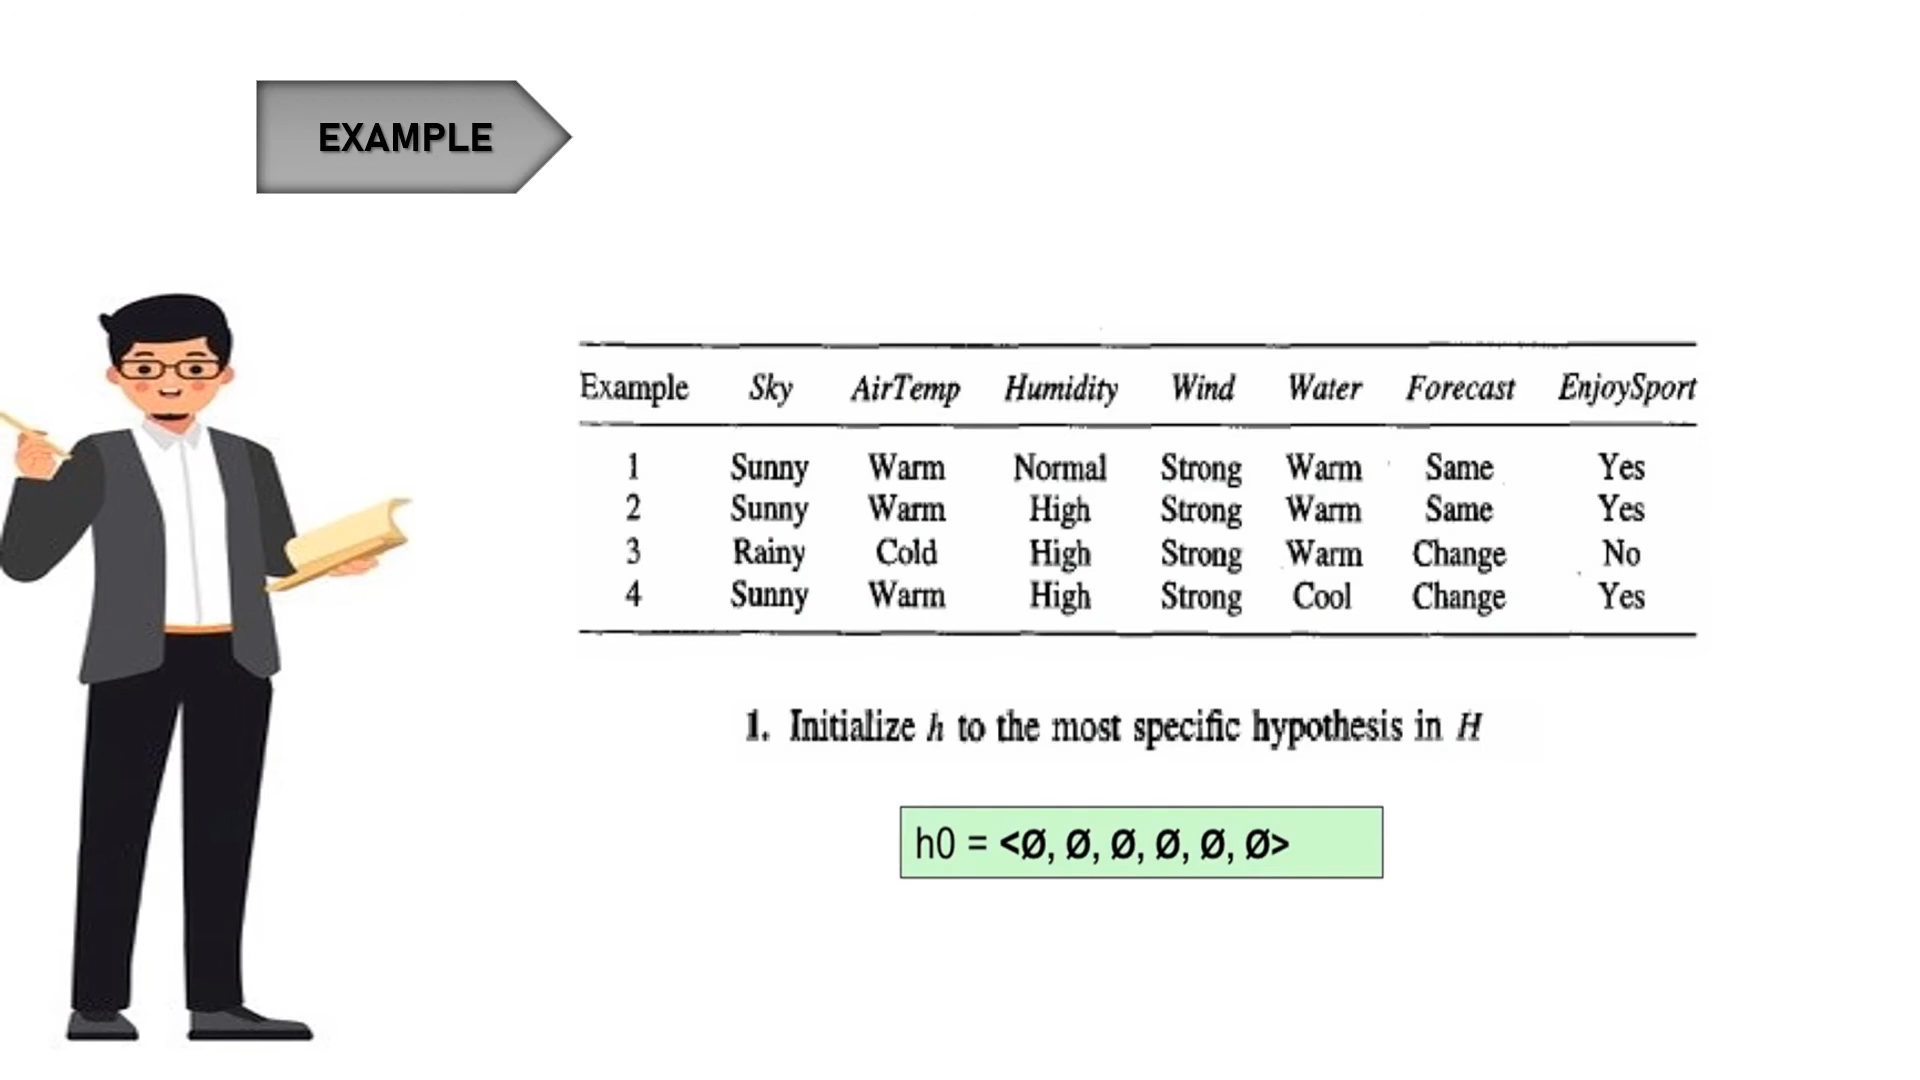 EXAMPLE
Example Sky AirTemp Humidity Wind Water Forecast EnjoySport
1 Sunny Warm Normal Strong Warm Same Yes
2 Sunny Warm High Strong Warm Same Yes
3 Rainy Cold High Strong Warm Change No
4 Sunny Warm High Strong Cool Change Yes
1. Initialize h to the most specific hypothesis in H
h0 = <Ø, Ø, Ø, Ø, Ø, Ø>